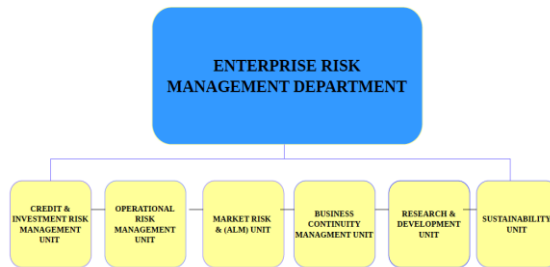 ENTERPRISE RISK
MANAGEMENT DEPARTMENT
CREDIT &
INVESTMENT RISK
MANAGEMENT
UNIT
OPERATIONAL
RISK
MANAGEMENT
UNIT
MARKET RISK
& (ALM) UNIT
BUSINESS
CONTINUITY
MANAGMENT UNIT
RESEARCH &
DEVELOPMENT
UNIT
SUSTAINABILITY
UNIT